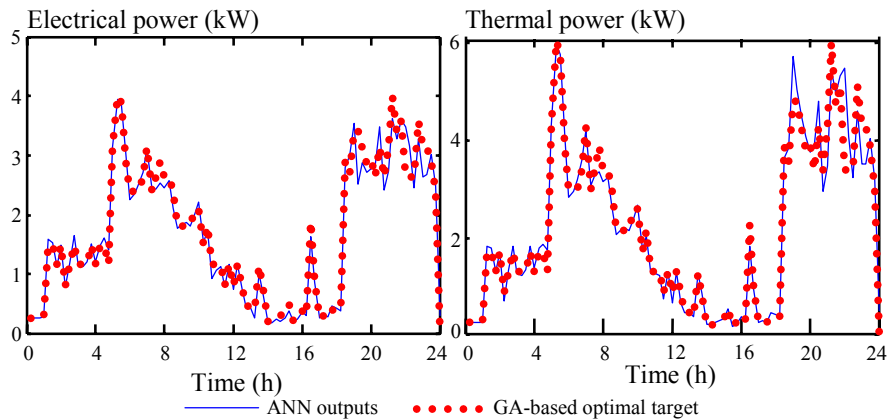 Electrical power (kW)
5
4
3
2
1
0
0 4 8 12 16 20 24
Time (h)
Thermal power (kW)
6
4
2
0
0 4 8 12 16 20 24
Time (h)
ANN outputs
GA-based optimal target